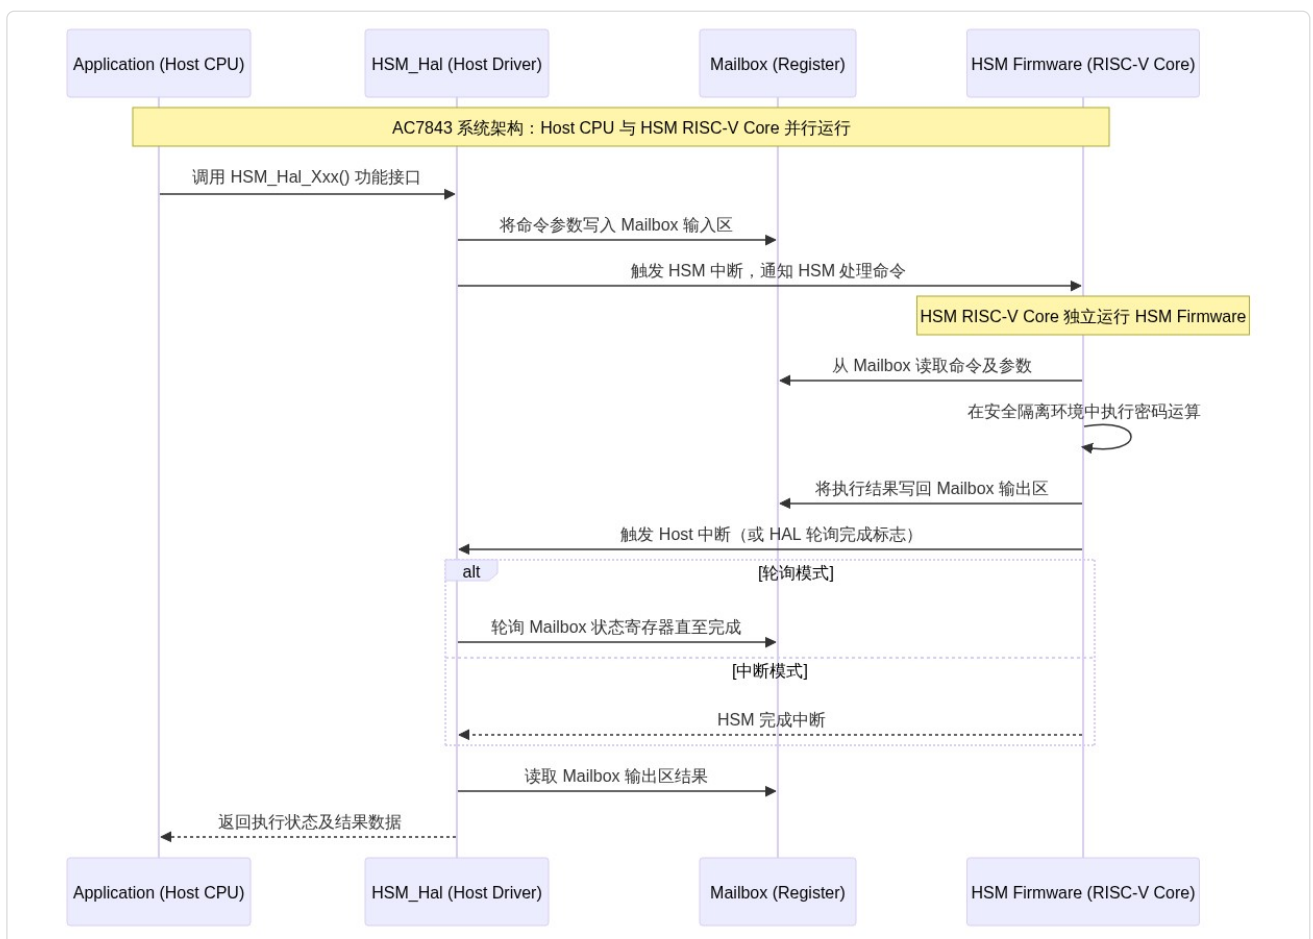 Application (Host CPU)
HSM_Hal (Host Driver)
Mailbox (Register)
HSM Firmware (RISC-V Core)
AC7843 系统架构：Host CPU 与 HSM RISC-V Core 并行运行
调用 HSM_Hal_Xxx() 功能接口
将命令参数写入 Mailbox 输入区
触发 HSM 中断，通知 HSM 处理命令
HSM RISC-V Core 独立运行 HSM Firmware
从 Mailbox 读取命令及参数
在安全隔离环境中执行密码运算
将执行结果写回 Mailbox 输出区
触发 Host 中断（或 HAL 轮询完成标志）
alt
[轮询模式]
轮询 Mailbox 状态寄存器直至完成
[中断模式]
HSM 完成中断
读取 Mailbox 输出区结果
返回执行状态及结果数据
Application (Host CPU)
HSM_Hal (Host Driver)
Mailbox (Register)
HSM Firmware (RISC-V Core)